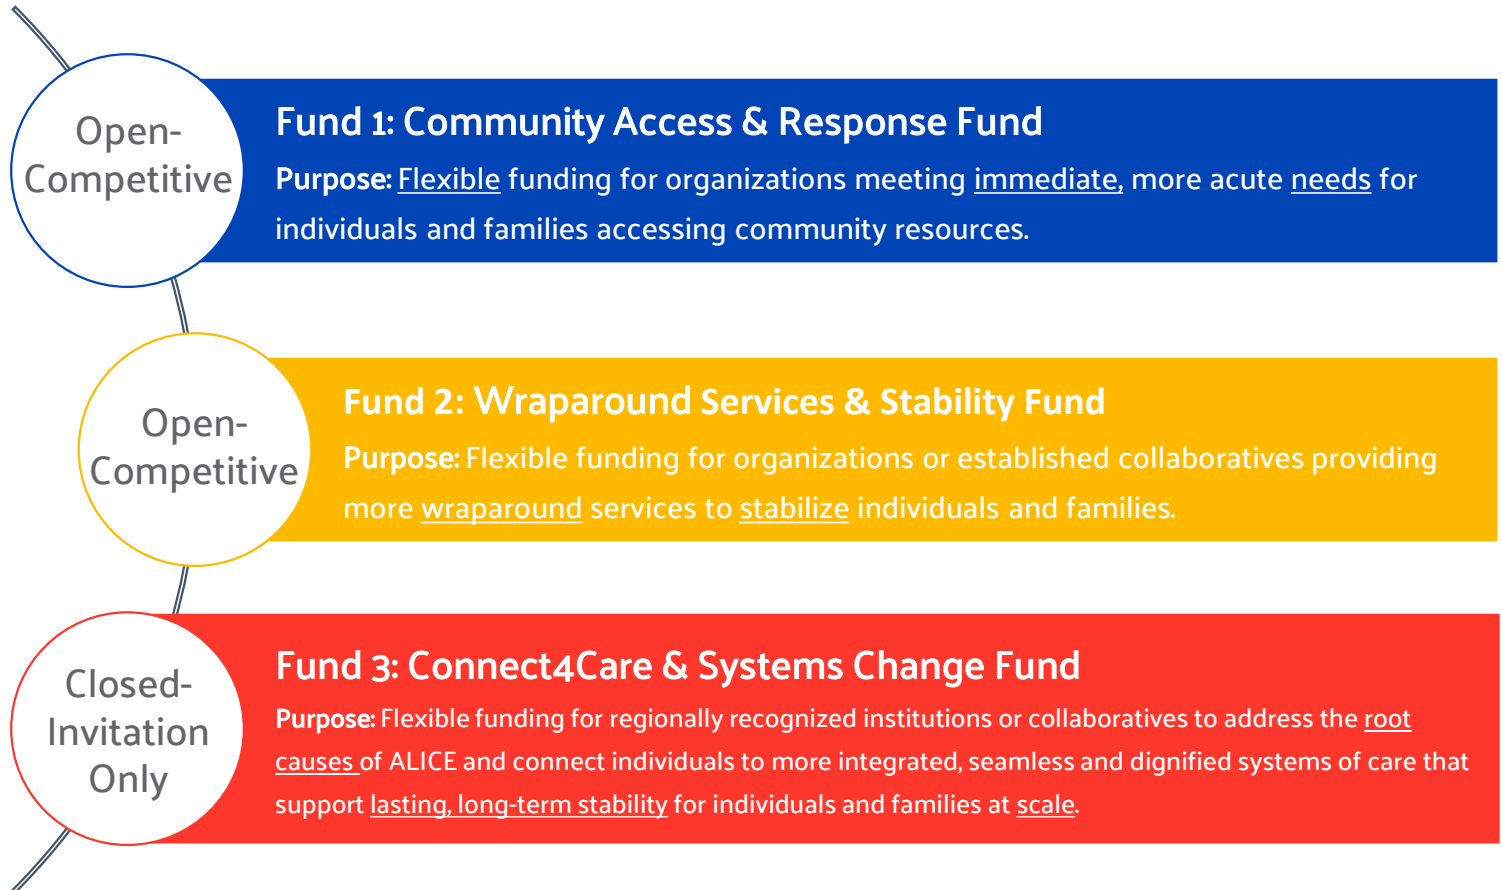 Open-
Competitive
Fund 1: Community Access & Response Fund
Purpose: Flexible funding for organizations meeting immediate, more acute needs for
individuals and families accessing community resources.
Open-
Competitive
Fund 2: Wraparound Services & Stability Fund
Purpose: Flexible funding for organizations or established collaboratives providing
more wraparound services to stabilize individuals and families.
Closed-
Invitation
Only
Fund 3: Connect4Care & Systems Change Fund
Purpose: Flexible funding for regionally recognized institutions or collaboratives to address the root
causes of ALICE and connect individuals to more integrated, seamless and dignified systems of care that
support lasting, long-term stability for individuals and families at scale.